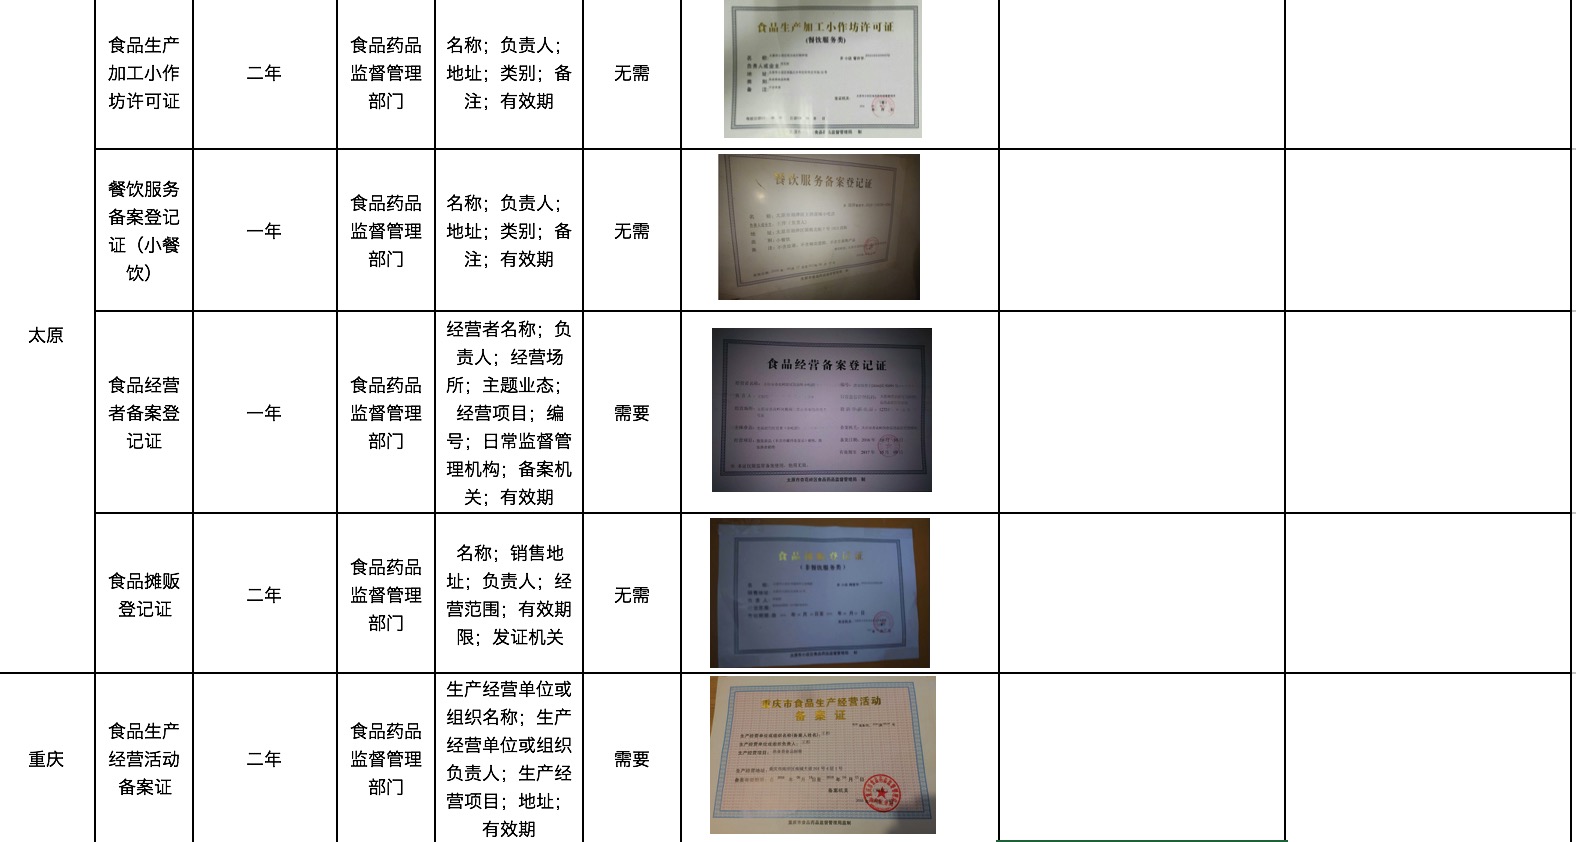 食品生产
加工小作
坊许可证
二年
食品药品
监督管理
部门
名称；负责人；
地址；类别；备
注；有效期
无需
食品生产加工小作坊许可证
(餐饮服务类)
餐饮服务
备案登记
证（小餐
饮）
一年
食品药品
监督管理
部门
名称；负责人；
地址；类别；备
注；有效期
无需
餐饮服务备案登记证
太原
食品经营
者备案登
记证
一年
食品药品
监督管理
部门
经营者名称；负
责人；经营场
所；主题业态；
经营项目；编
号；日常监督管
理机构；备案机
关；有效期
需要
食品经营备案登记证
食品摊贩
登记证
二年
食品药品
监督管理
部门
名称；销售地
址；负责人；经
营范围；有效期
限；发证机关
无需
食品摊贩登记证
重庆
食品生产
经营活动
备案证
二年
食品药品
监督管理
部门
生产经营单位或
组织名称；生产
经营单位或组织
负责人；生产经
营项目；地址；
有效期
需要
重庆市食品生产经营活动
备案证